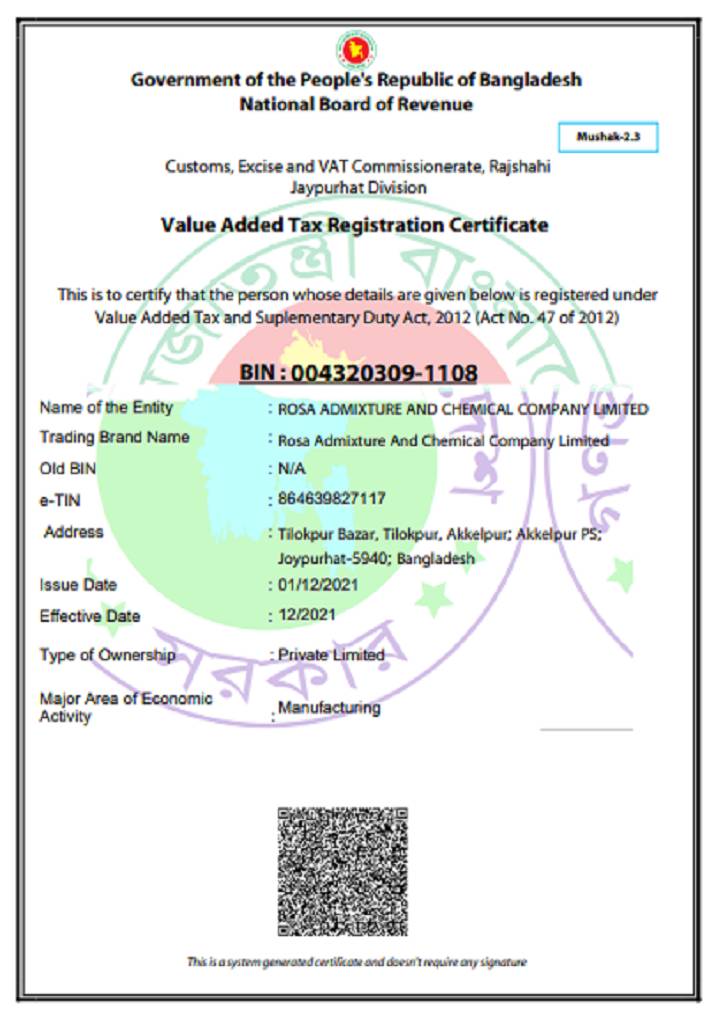 Government of the People's Republic of Bangladesh
National Board of Revenue
Mushak-2.3
Customs, Excise and VAT Commissionerate, Rajshahi
Jaypurhat Division
Value Added Tax Registration Certificate
This is to certify that the person whose details are given below is registered under
Value Added Tax and Suplementary Duty Act, 2012 (Act No. 47 of 2012)
BIN : 004320309-1108
Name of the Entity : ROSA ADMIXTURE AND CHEMICAL COMPANY LIMITED
Trading Brand Name : Rosa Admixture And Chemical Company Limited
Old BIN : N/A
e-TIN : 864639827117
Address : Tilokpur Bazar, Tilokpur, Akkelpur; Akkelpur PS;
Joypurhat-5940; Bangladesh
Issue Date : 01/12/2021
Effective Date : 12/2021
Type of Ownership : Private Limited
Major Area of Economic
Activity : Manufacturing
This is a system generated certificate and doesn't require any signature
সরকার